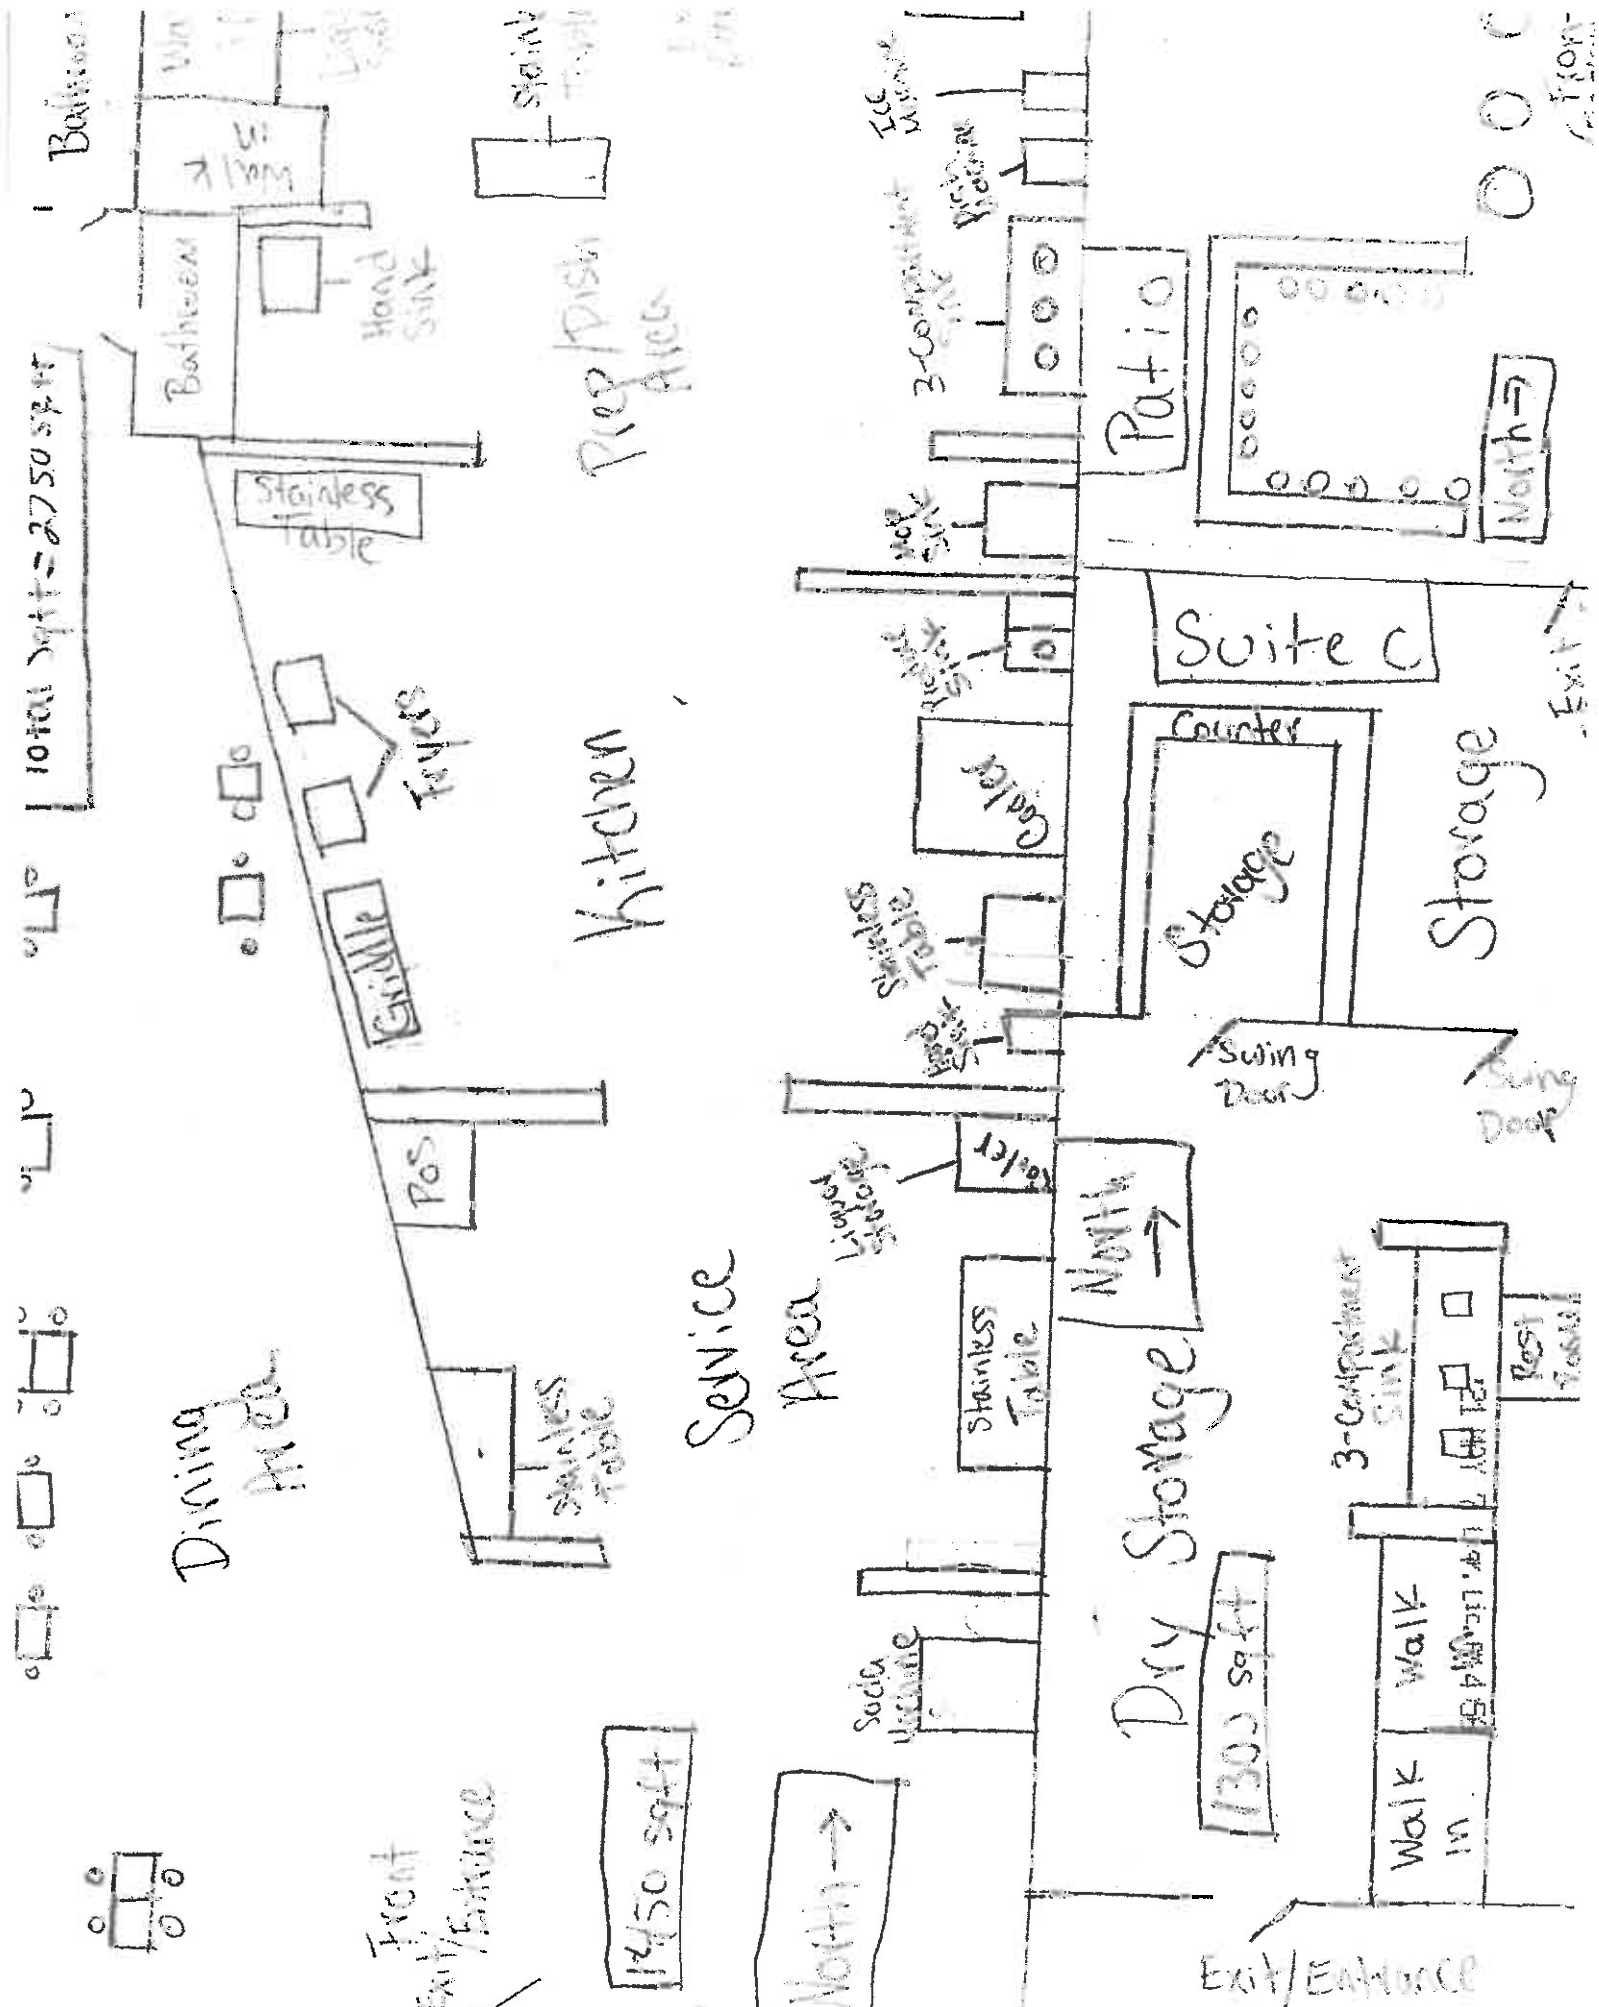 Total sqft = 2750 sqft
Bathroom
Walk
in
Bathroom
Hand
Sink
Stainless
Table
Prep/Dish
Area
Ice
Machine
3-Compartment
Sink
Mop
Sink
Patio
North →
Fryers
Griddle
Kitchen
Cooler
Stainless
Table
Hand
Sink
Suite C
Counter
Storage
Storage
Exit
Swing
Door
Swing
Door
POS
Dining
Area
Stainless
Table
Service
Area
Liquor
Storage
Cooler
Stainless
Table
Soda
Machine
North
→
Dry Storage
1300 sqft
3-Compartment
Sink
Walk
Walk
In
Front
Exit/Entrance
1450 sqft
North →
Exit/Entrance